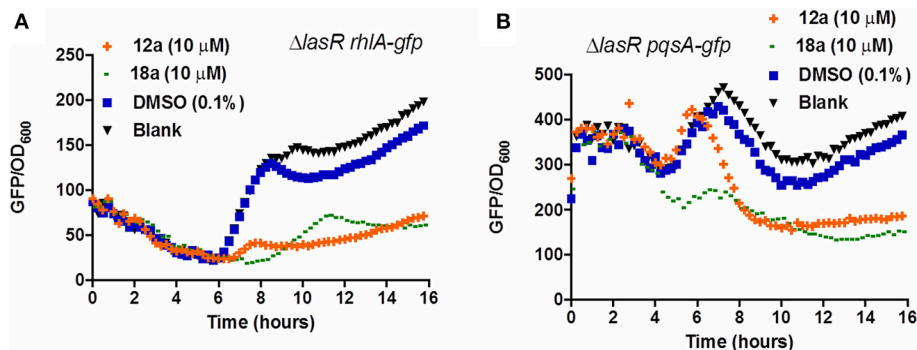 A
ΔlasR rhlA-gfp
12a (10 μM)
18a (10 μM)
DMSO (0.1%)
Blank
GFP/OD600
250
200
150
100
50
0
0 2 4 6 8 10 12 14 16
Time (hours)
B
ΔlasR pqsA-gfp
12a (10 μM)
18a (10 μM)
DMSO (0.1%)
Blank
GFP/OD600
500
400
300
200
100
0
0 2 4 6 8 10 12 14 16
Time (hours)